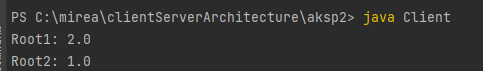 PS C:\mirea\clientServerArchitecture\aksp2> java Client
Root1: 2.0
Root2: 1.0